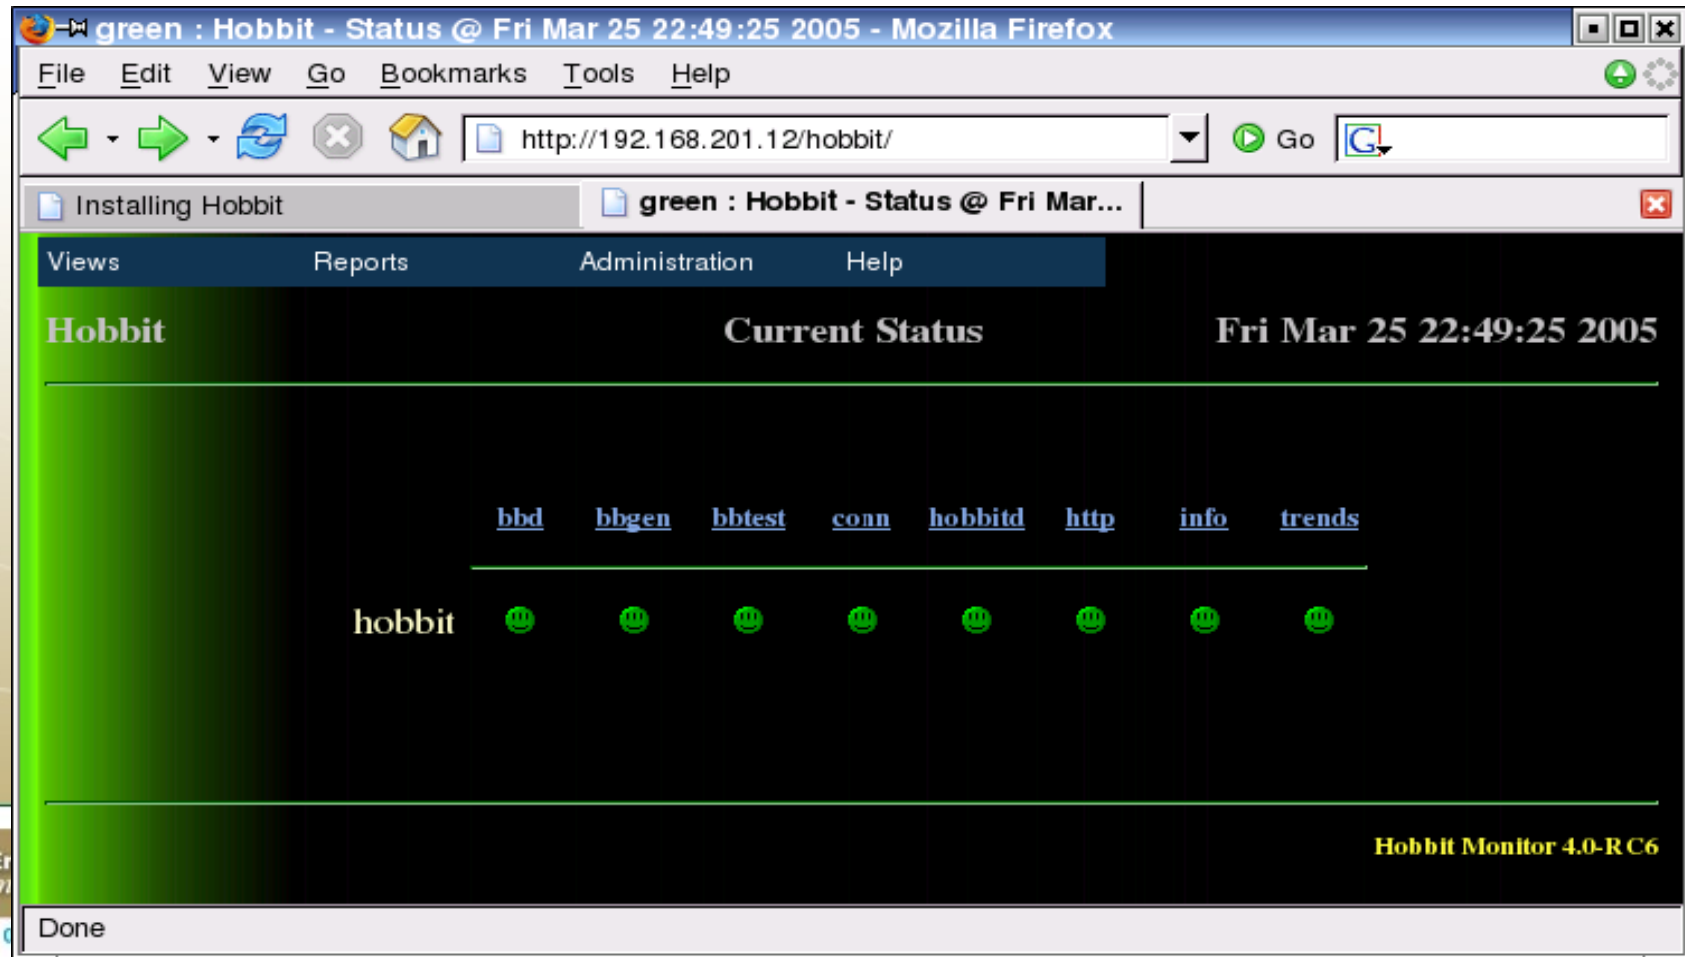 green : Hobbit - Status @ Fri Mar 25 22:49:25 2005 - Mozilla Firefox
File Edit View Go Bookmarks Tools Help
http://192.168.201.12/hobbit/ Go G
Installing Hobbit green : Hobbit - Status @ Fri Mar...
Views Reports Administration Help
Hobbit Current Status Fri Mar 25 22:49:25 2005
bbd bbgen bbtest conn hobbitd http info trends
hobbit
Hobbit Monitor 4.0-RC6
Done